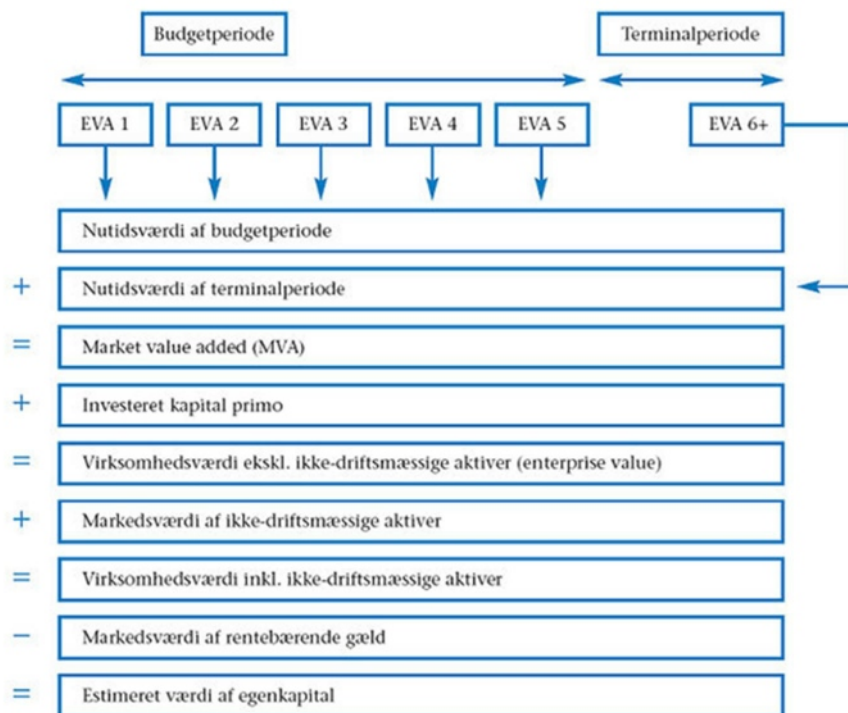 Budgetperiode
Terminalperiode
EVA 1
EVA 2
EVA 3
EVA 4
EVA 5
EVA 6+
Nutidsværdi af budgetperiode
+ Nutidsværdi af terminalperiode
= Market value added (MVA)
+ Investeret kapital primo
= Virksomhedsværdi ekskl. ikke-driftsmæssige aktiver (enterprise value)
+ Markedsværdi af ikke-driftsmæssige aktiver
= Virksomhedsværdi inkl. ikke-driftsmæssige aktiver
− Markedsværdi af rentebærende gæld
= Estimeret værdi af egenkapital